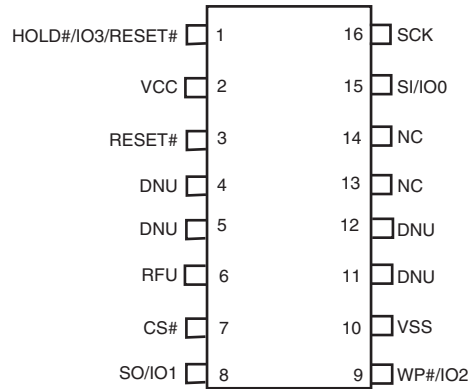 HOLD#/IO3/RESET# 1 16 SCK
VCC 2 15 SI/IO0
RESET# 3 14 NC
DNU 4 13 NC
DNU 5 12 DNU
RFU 6 11 DNU
CS# 7 10 VSS
SO/IO1 8 9 WP#/IO2